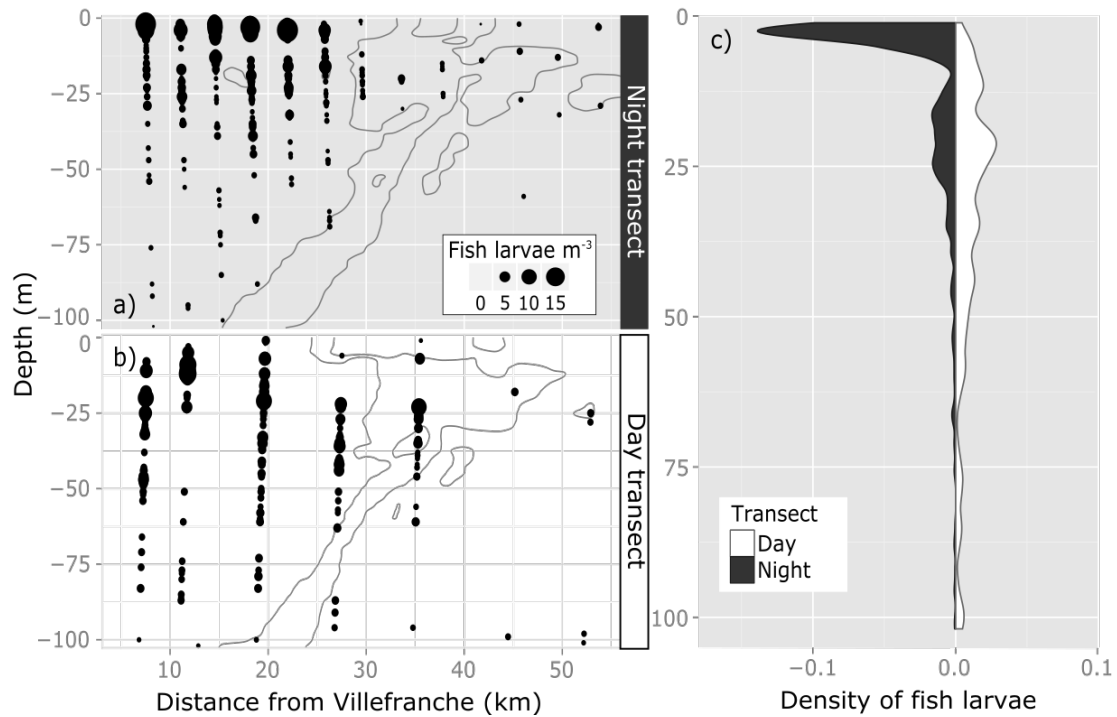 a)
0
−25
−50
−75
−100
Night transect
Fish larvae m⁻³
0 5 10 15
b)
0
−25
−50
−75
−100
Day transect
Depth (m)
10 20 30 40 50
Distance from Villefranche (km)
c)
0
25
50
75
100
Transect
Day
Night
−0.1 0.0 0.1
Density of fish larvae